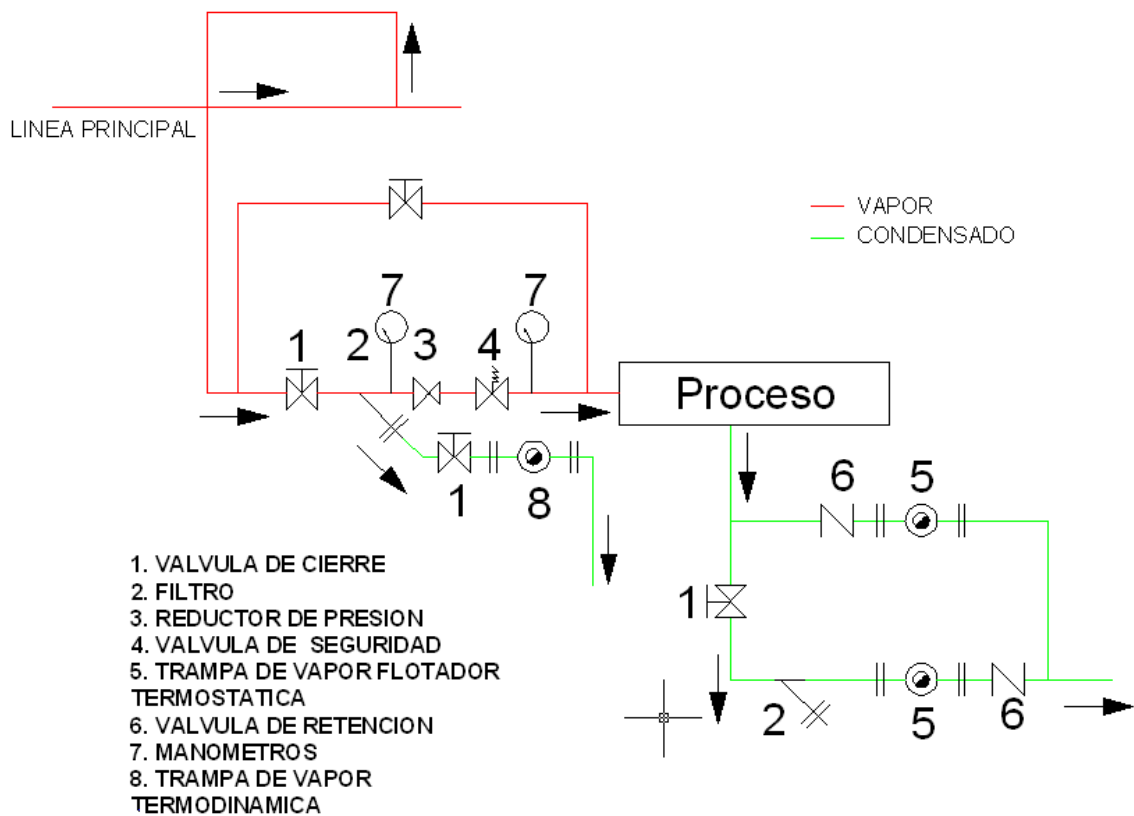 LINEA PRINCIPAL
VAPOR
CONDENSADO
7
7
1
2
3
4
Proceso
1
8
6
5
1
2
5
6
1. VALVULA DE CIERRE
2. FILTRO
3. REDUCTOR DE PRESION
4. VALVULA DE SEGURIDAD
5. TRAMPA DE VAPOR FLOTADOR
TERMOSTATICA
6. VALVULA DE RETENCION
7. MANOMETROS
8. TRAMPA DE VAPOR
TERMODINAMICA